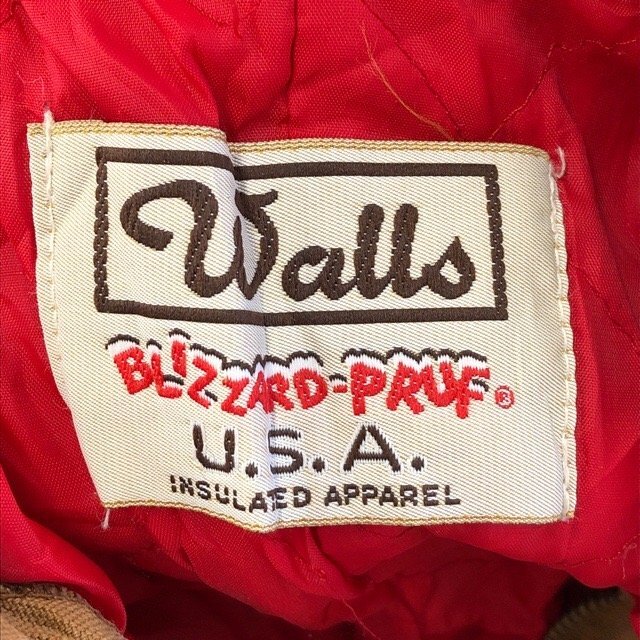 Walls
BLIZZARD-PRUF®
U.S.A.
INSULATED APPAREL